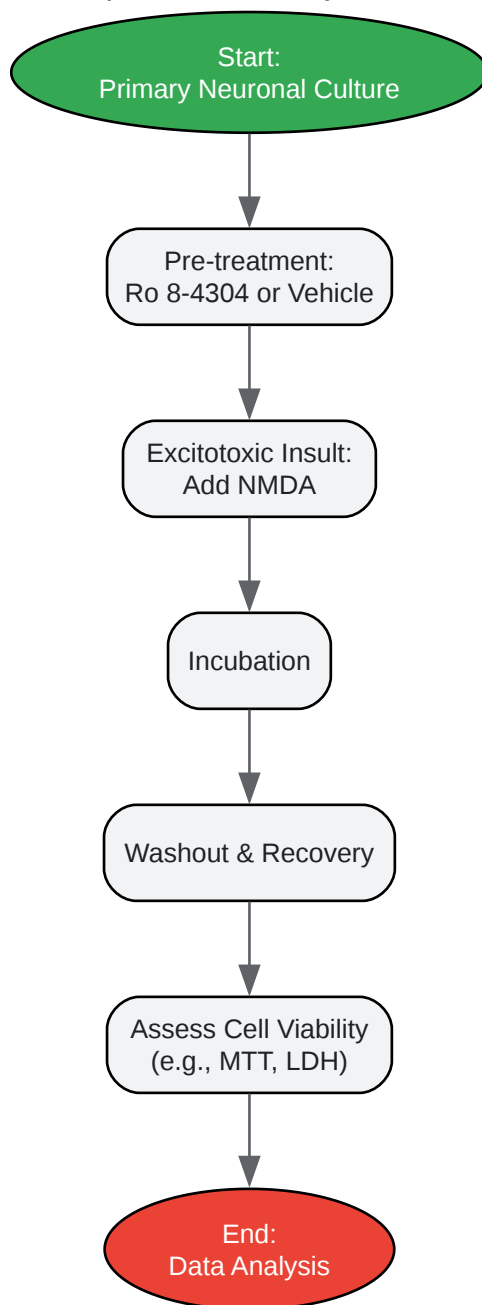 Start:
Primary Neuronal Culture
Pre-treatment:
Ro 8-4304 or Vehicle
Excitotoxic Insult:
Add NMDA
Incubation
Washout & Recovery
Assess Cell Viability
(e.g., MTT, LDH)
End:
Data Analysis